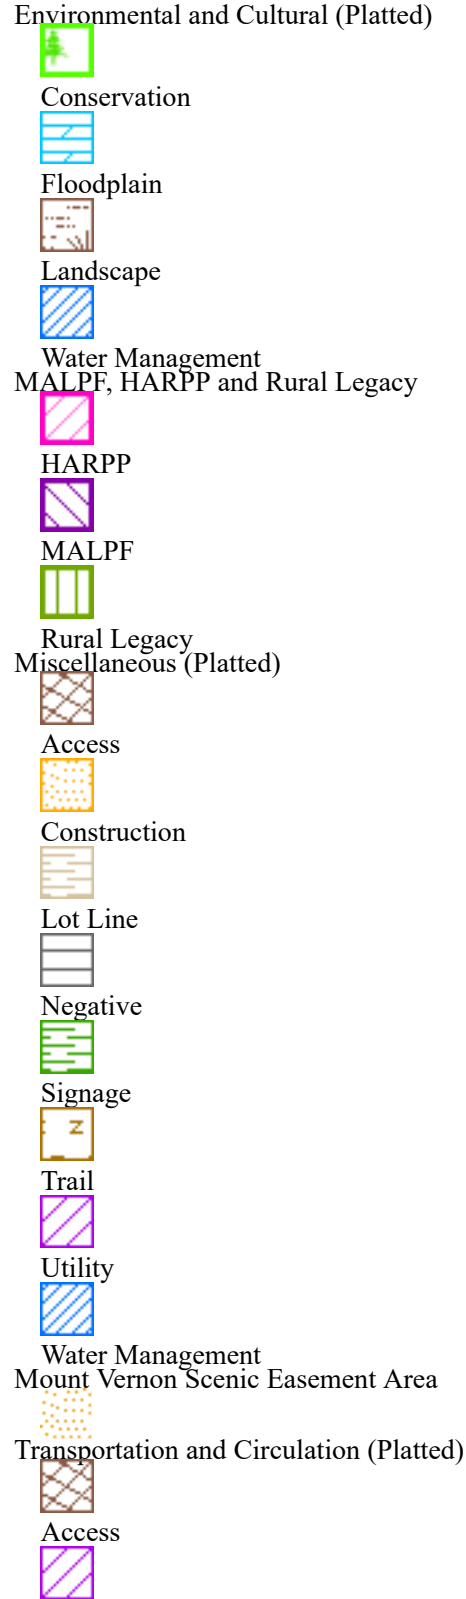 Environmental and Cultural (Platted)
Conservation
Floodplain
Landscape
Water Management
MALPF, HARPP and Rural Legacy
HARPP
MALPF
Rural Legacy
Miscellaneous (Platted)
Access
Construction
Lot Line
Negative
Signage
Trail
Utility
Water Management
Mount Vernon Scenic Easement Area
Transportation and Circulation (Platted)
Access